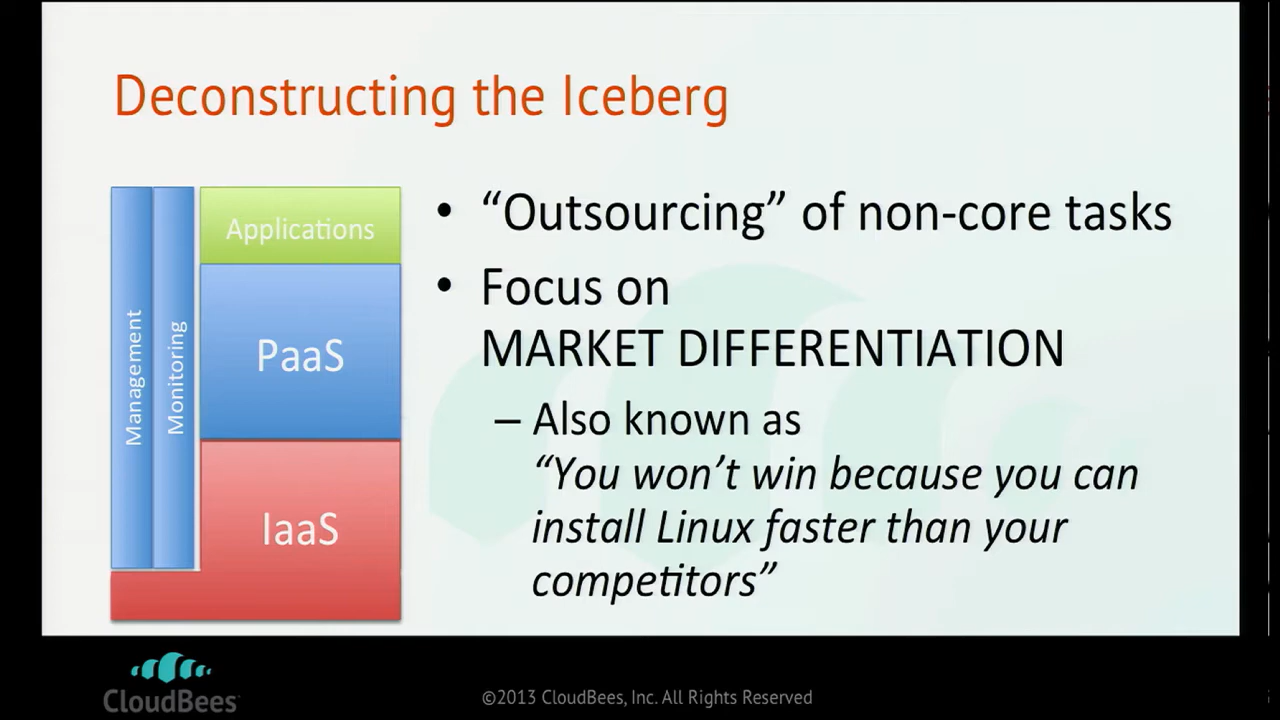 Deconstructing the Iceberg
Management
Monitoring
Applications
PaaS
IaaS
• “Outsourcing” of non-core tasks
• Focus on
MARKET DIFFERENTIATION
– Also known as
“You won’t win because you can
install Linux faster than your
competitors”
CloudBees
©2013 CloudBees, Inc. All Rights Reserved